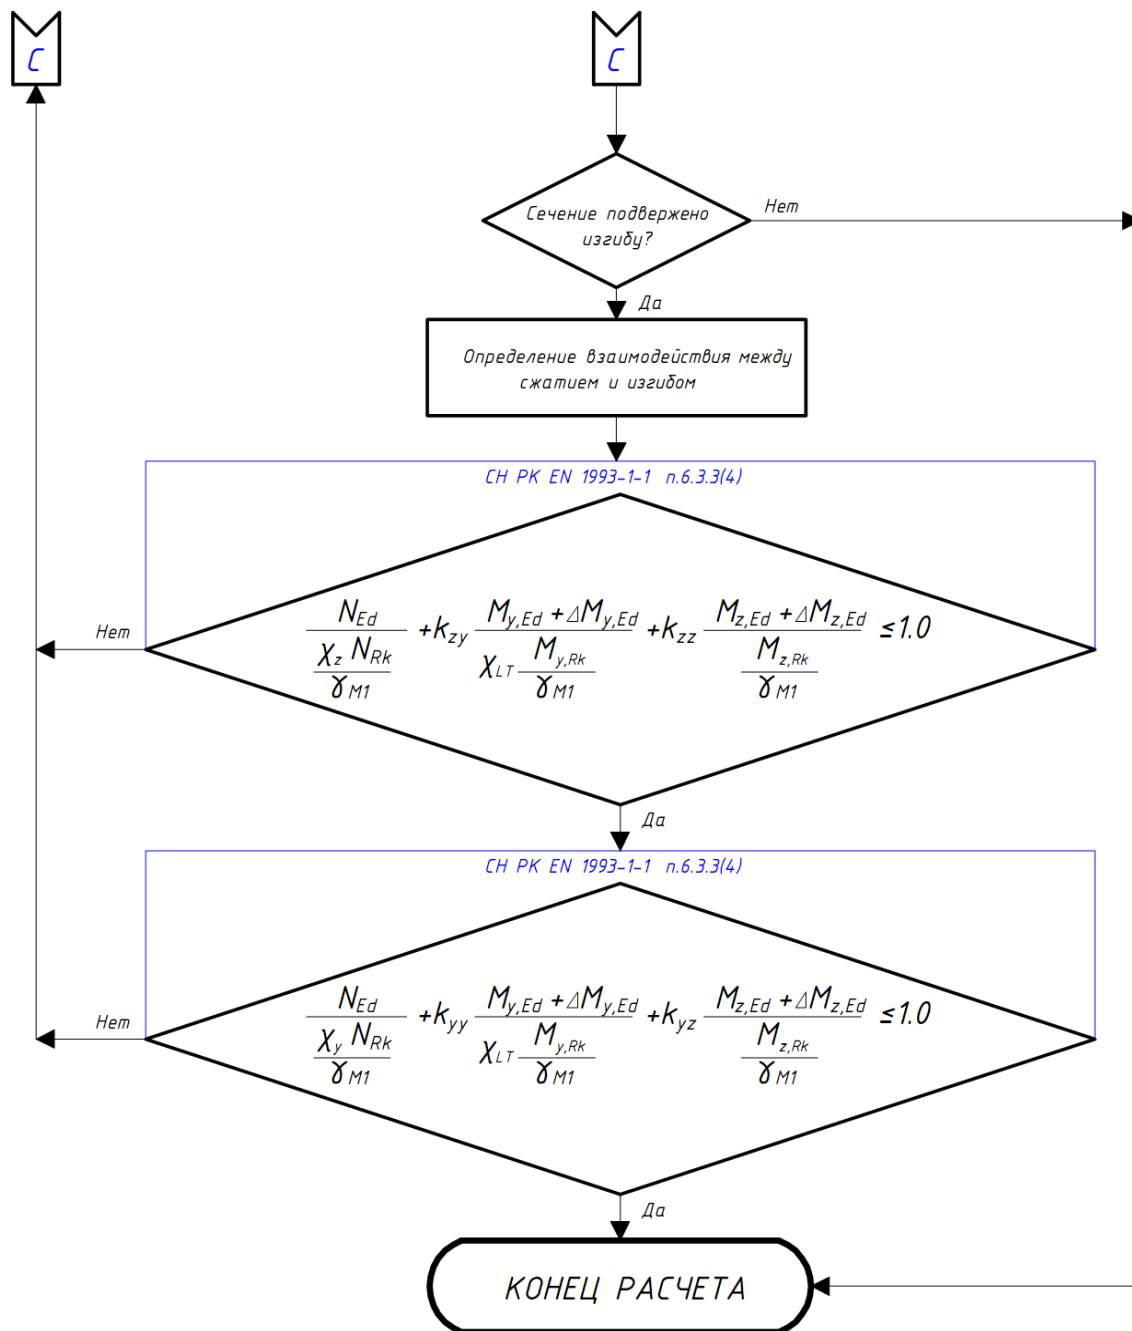 С С
Сечение подвержено
изгибу?
Нет
Да
Определение взаимодействия между
сжатием и изгибом
СН РК EN 1993-1-1 п.6.3.3(4)
N_Ed / (χ_z N_Rk / γ_M1) + k_zy (M_y,Ed + ΔM_y,Ed) / (χ_LT M_y,Rk / γ_M1) + k_zz (M_z,Ed + ΔM_z,Ed) / (M_z,Rk / γ_M1) ≤ 1.0
Нет
Да
СН РК EN 1993-1-1 п.6.3.3(4)
N_Ed / (χ_y N_Rk / γ_M1) + k_yy (M_y,Ed + ΔM_y,Ed) / (χ_LT M_y,Rk / γ_M1) + k_yz (M_z,Ed + ΔM_z,Ed) / (M_z,Rk / γ_M1) ≤ 1.0
Нет
Да
КОНЕЦ РАСЧЕТА